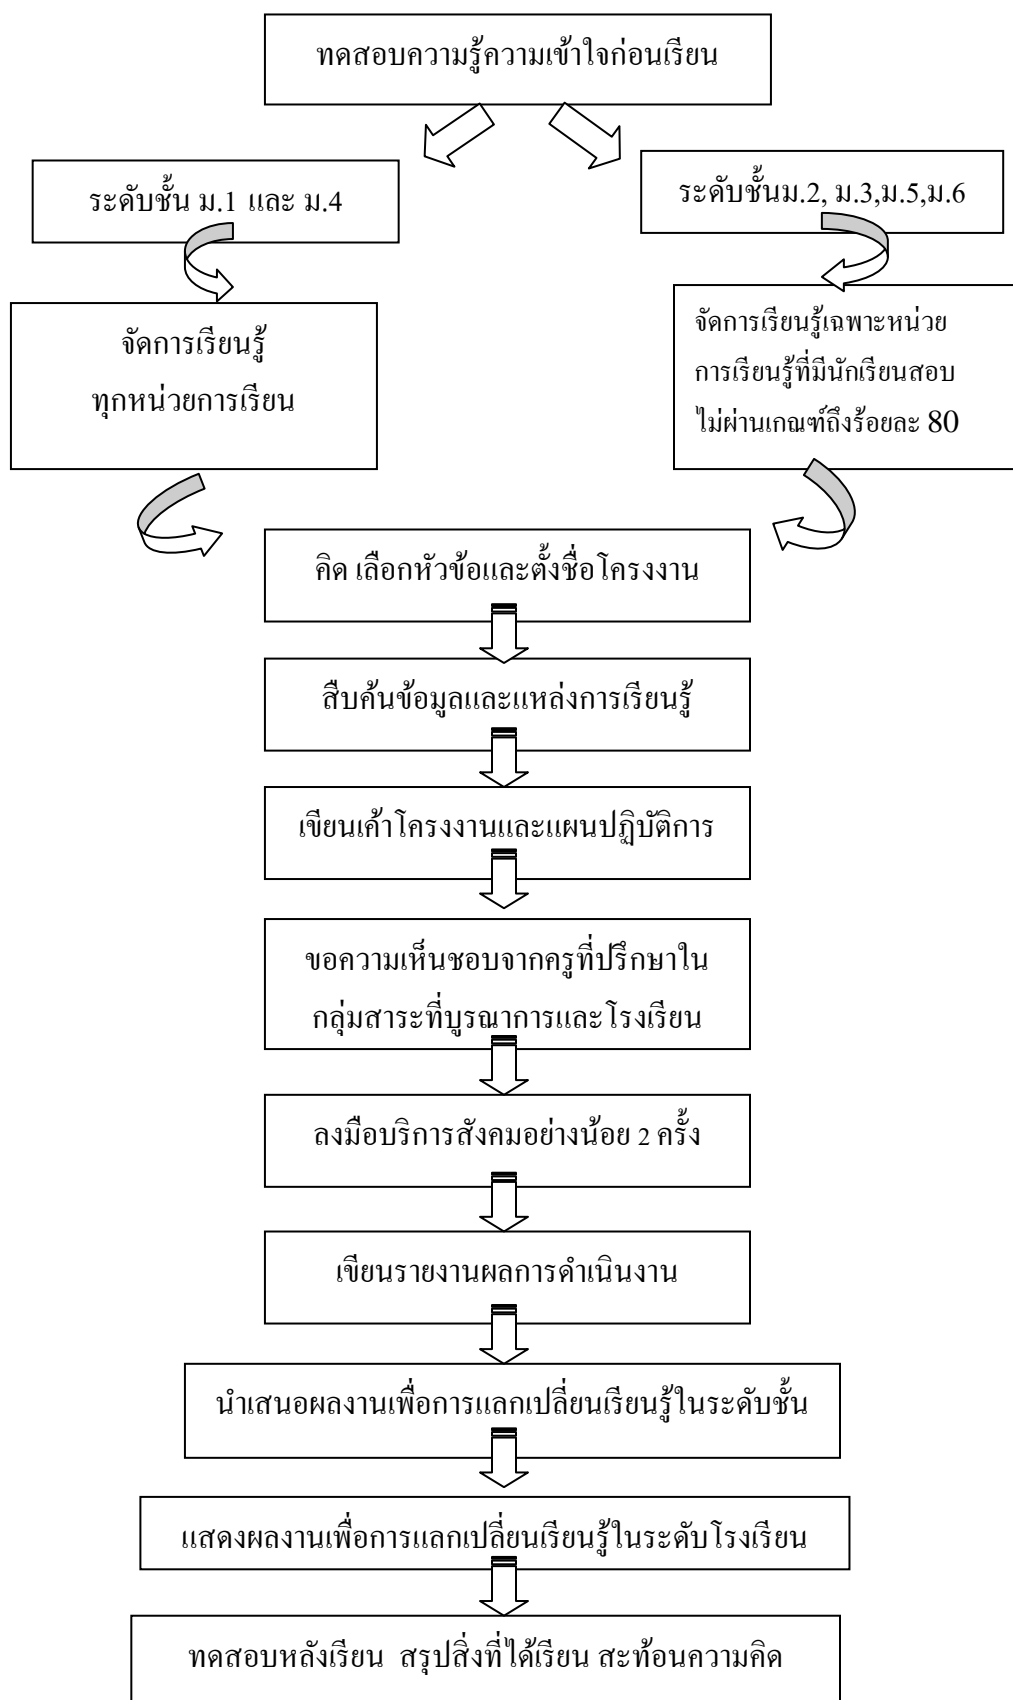 ทดสอบความรู้ความเข้าใจก่อนเรียน
ระดับชั้น ม.1 และ ม.4
ระดับชั้นม.2, ม.3,ม.5,ม.6
จัดการเรียนรู้
ทุกหน่วยการเรียน
จัดการเรียนรู้เฉพาะหน่วย
การเรียนรู้ที่มีนักเรียนสอบ
ไม่ผ่านเกณฑ์ถึงร้อยละ 80
คิด เลือกหัวข้อและตั้งชื่อโครงงาน
สืบค้นข้อมูลและแหล่งการเรียนรู้
เขียนเค้าโครงงานและแผนปฏิบัติการ
ขอความเห็นชอบจากครูที่ปรึกษาใน
กลุ่มสาระที่บูรณาการและโรงเรียน
ลงมือบริการสังคมอย่างน้อย 2 ครั้ง
เขียนรายงานผลการดำเนินงาน
นำเสนอผลงานเพื่อการแลกเปลี่ยนเรียนรู้ในระดับชั้น
แสดงผลงานเพื่อการแลกเปลี่ยนเรียนรู้ในระดับโรงเรียน
ทดสอบหลังเรียน สรุปสิ่งที่ได้เรียน สะท้อนความคิด